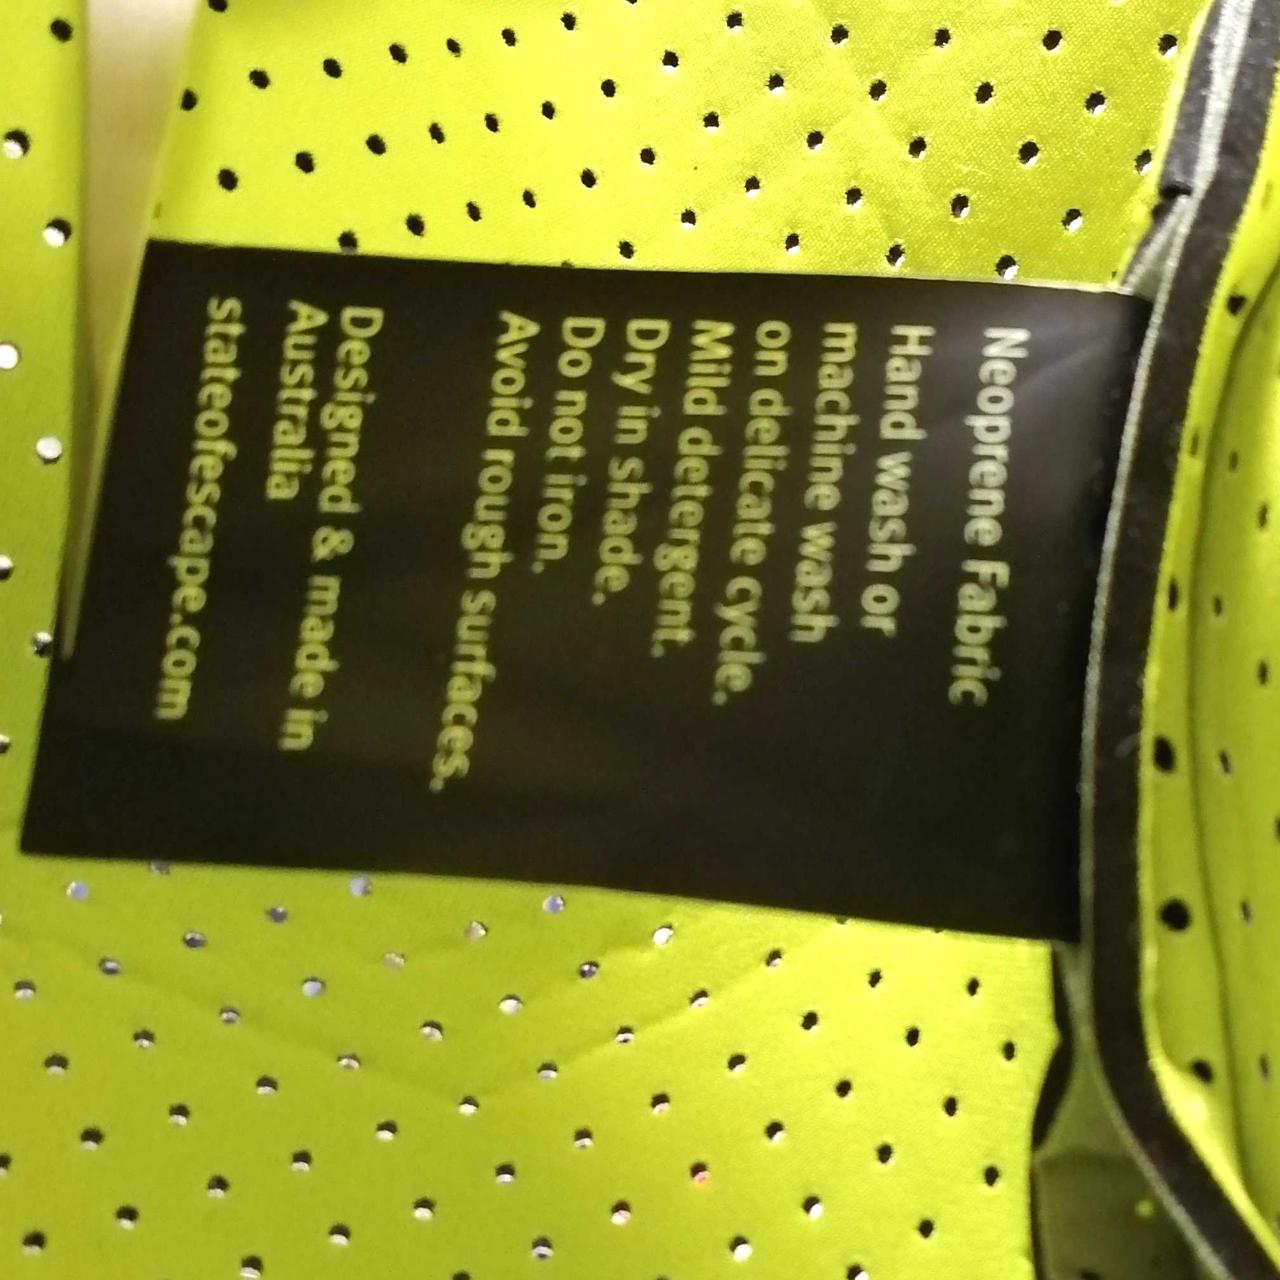 Neoprene Fabric
Hand wash or
machine wash
on delicate cycle.
Mild detergent.
Dry in shade.
Do not iron.
Avoid rough surfaces.
Designed & made in
Australia
stateofescape.com